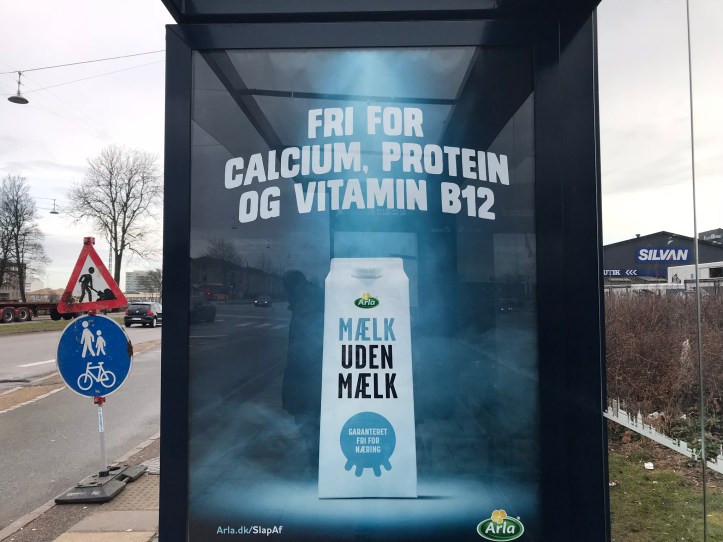 FRI FOR
CALCIUM, PROTEIN
OG VITAMIN B12
Arla
MÆLK
UDEN
MÆLK
GARANTERET
FRI FOR
NÆRING
Arla.dk/SlapAf
Arla
SILVAN